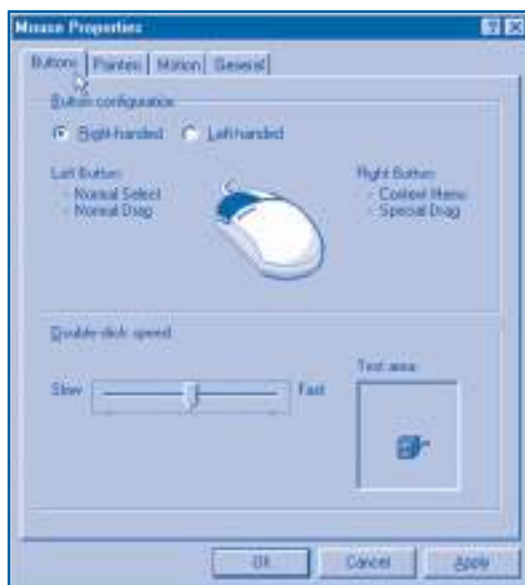 Mouse Properties
Buttons Pointers Motion General
Button configuration
Right-handed Left-handed
Left Button:
- Normal Select
- Normal Drag
Right Button:
- Context Menu
- Special Drag
Double-click speed
Test area:
Slow Fast
OK Cancel Apply